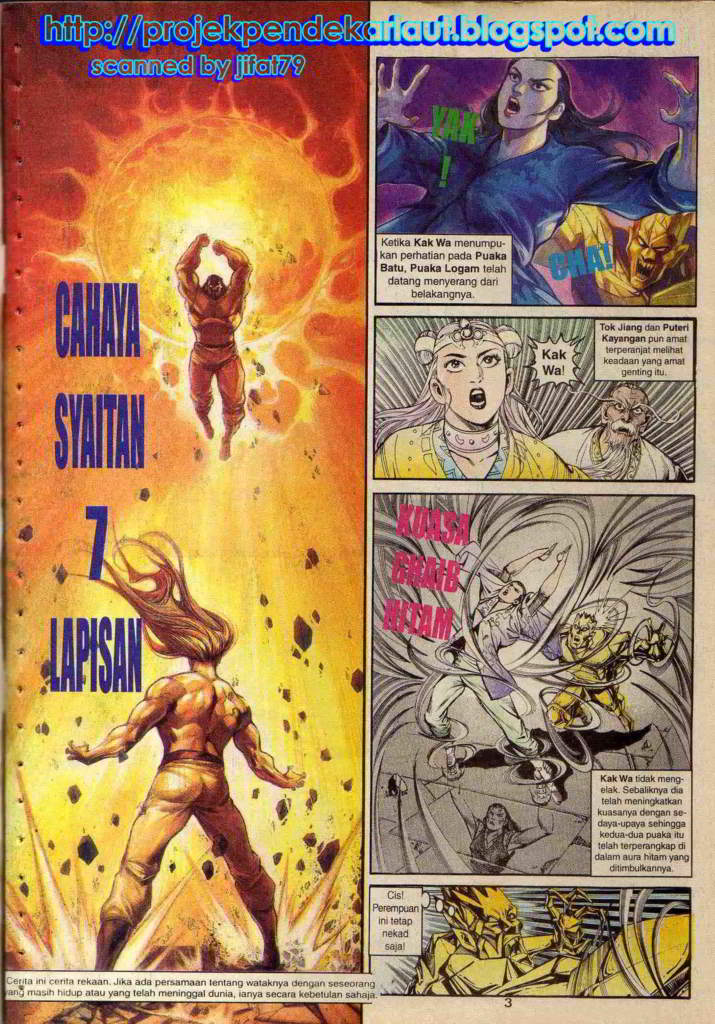 http://projekpendekarlaut.blogspot.com
scanned by jifat79
CAHAYA
SYAITAN
7
LAPISAN
Cerita ini cerita rekaan. Jika ada persamaan tentang wataknya dengan seseorang
yang masih hidup atau yang telah meninggal dunia, ianya secara kebetulan sahaja.
YAK
!
CHA!
Ketika Kak Wa menumpu-
kan perhatian pada Puaka
Batu, Puaka Logam telah
datang menyerang dari
belakangnya.
Kak
Wa!
Tok Jiang dan Puteri
Kayangan pun amat
terperanjat melihat
keadaan yang amat
genting itu.
KUASA
GHAIB
HITAM
Kak Wa tidak meng-
elak. Sebaliknya dia
telah meningkatkan
kuasanya dengan se-
daya-upaya sehingga
kedua-dua puaka itu
telah terperangkap di
dalam aura hitam yang
ditimbulkannya.
Cis!
Perempuan
ini tetap
nekad
saja!
3